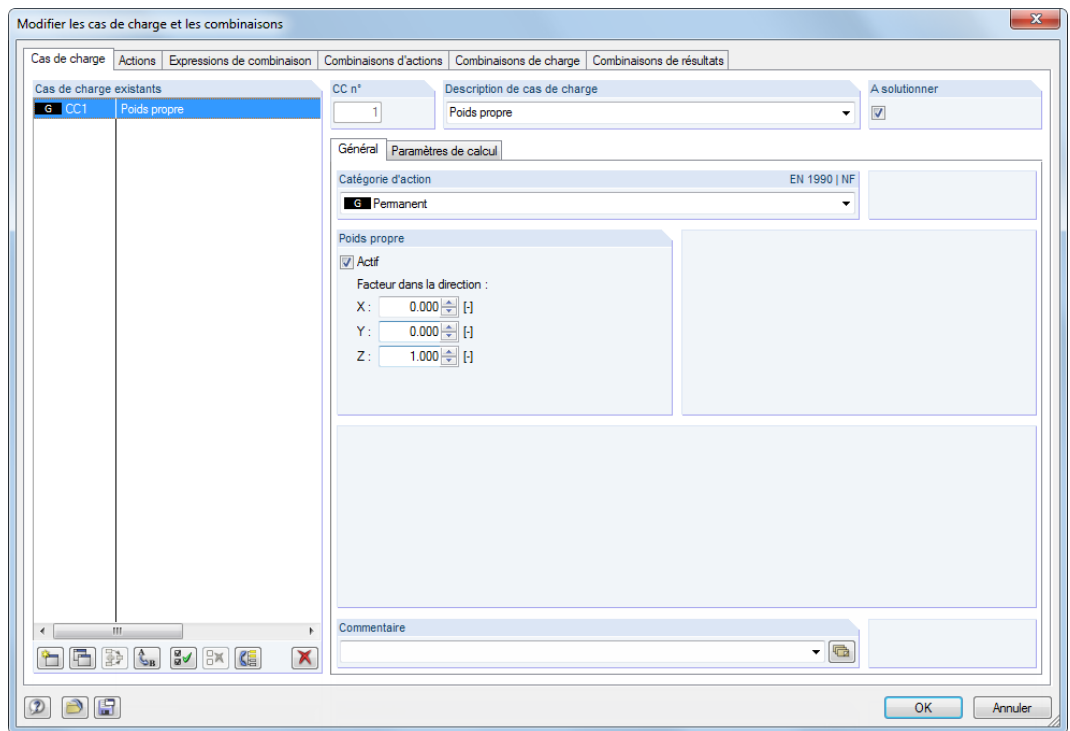 Modifier les cas de charge et les combinaisons
Cas de charge Actions Expressions de combinaison Combinaisons d'actions Combinaisons de charge Combinaisons de résultats
Cas de charge existants
G CC1 Poids propre
CC n°
1
Description de cas de charge
Poids propre
A solutionner
Général Paramètres de calcul
Catégorie d'action EN 1990 | NF
G Permanent
Poids propre
Actif
Facteur dans la direction :
X : 0.000 [-]
Y : 0.000 [-]
Z : 1.000 [-]
Commentaire
OK Annuler